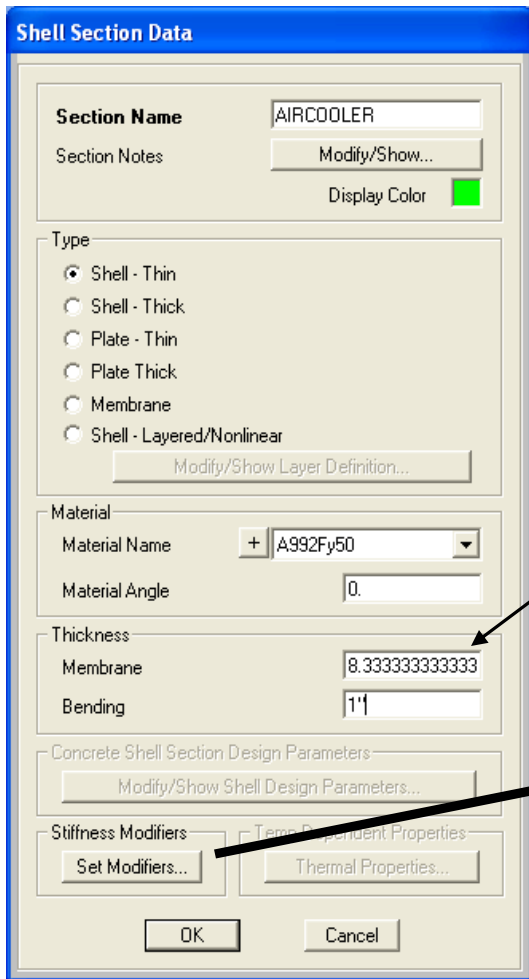 Shell Section Data
Section Name AIRCOOLER
Section Notes Modify/Show...
Display Color
Type
Shell - Thin
Shell - Thick
Plate - Thin
Plate Thick
Membrane
Shell - Layered/Nonlinear
Modify/Show Layer Definition...
Material
Material Name + A992Fy50
Material Angle 0.
Thickness
Membrane 8.333333333333
Bending 1"
Concrete Shell Section Design Parameters
Modify/Show Shell Design Parameters...
Stiffness Modifiers Temp Dependent Properties
Set Modifiers... Thermal Properties...
OK Cancel